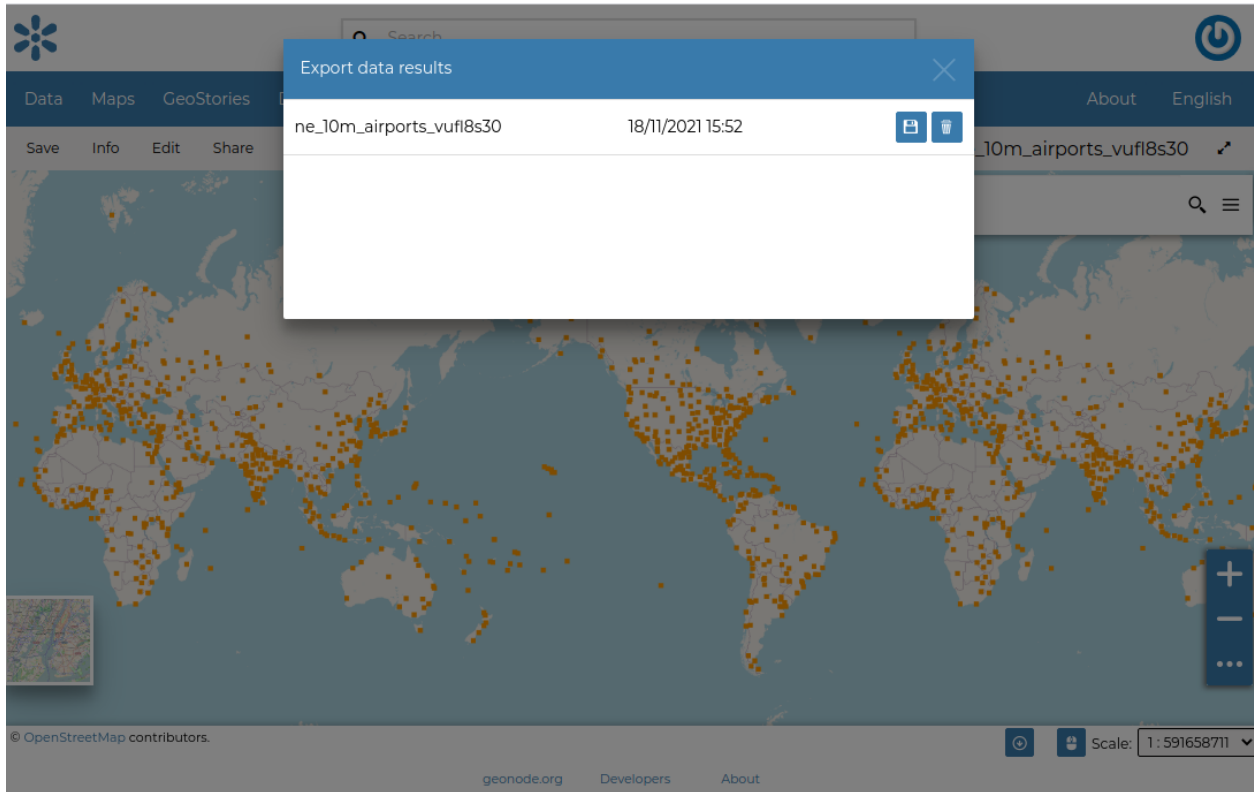 Search
Export data results
Data Maps GeoStories About English
ne_10m_airports_vufl8s30 18/11/2021 15:52
Save Info Edit Share _10m_airports_vufl8s30
© OpenStreetMap contributors.
Scale: 1 : 591658711
geonode.org Developers About